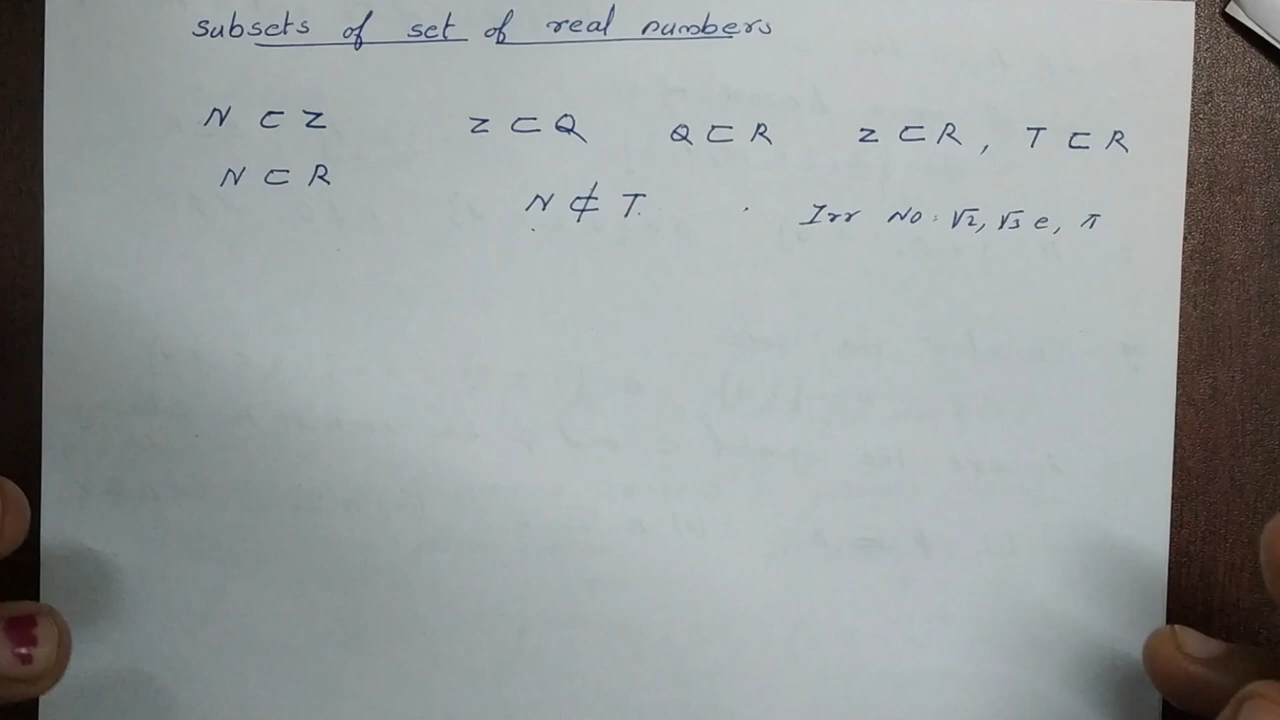 subsets of set of real numbers
N ⊂ Z Z ⊂ Q Q ⊂ R Z ⊂ R, T ⊂ R
N ⊂ R
N ⊄ T. Irr No: √2, √3 e, π